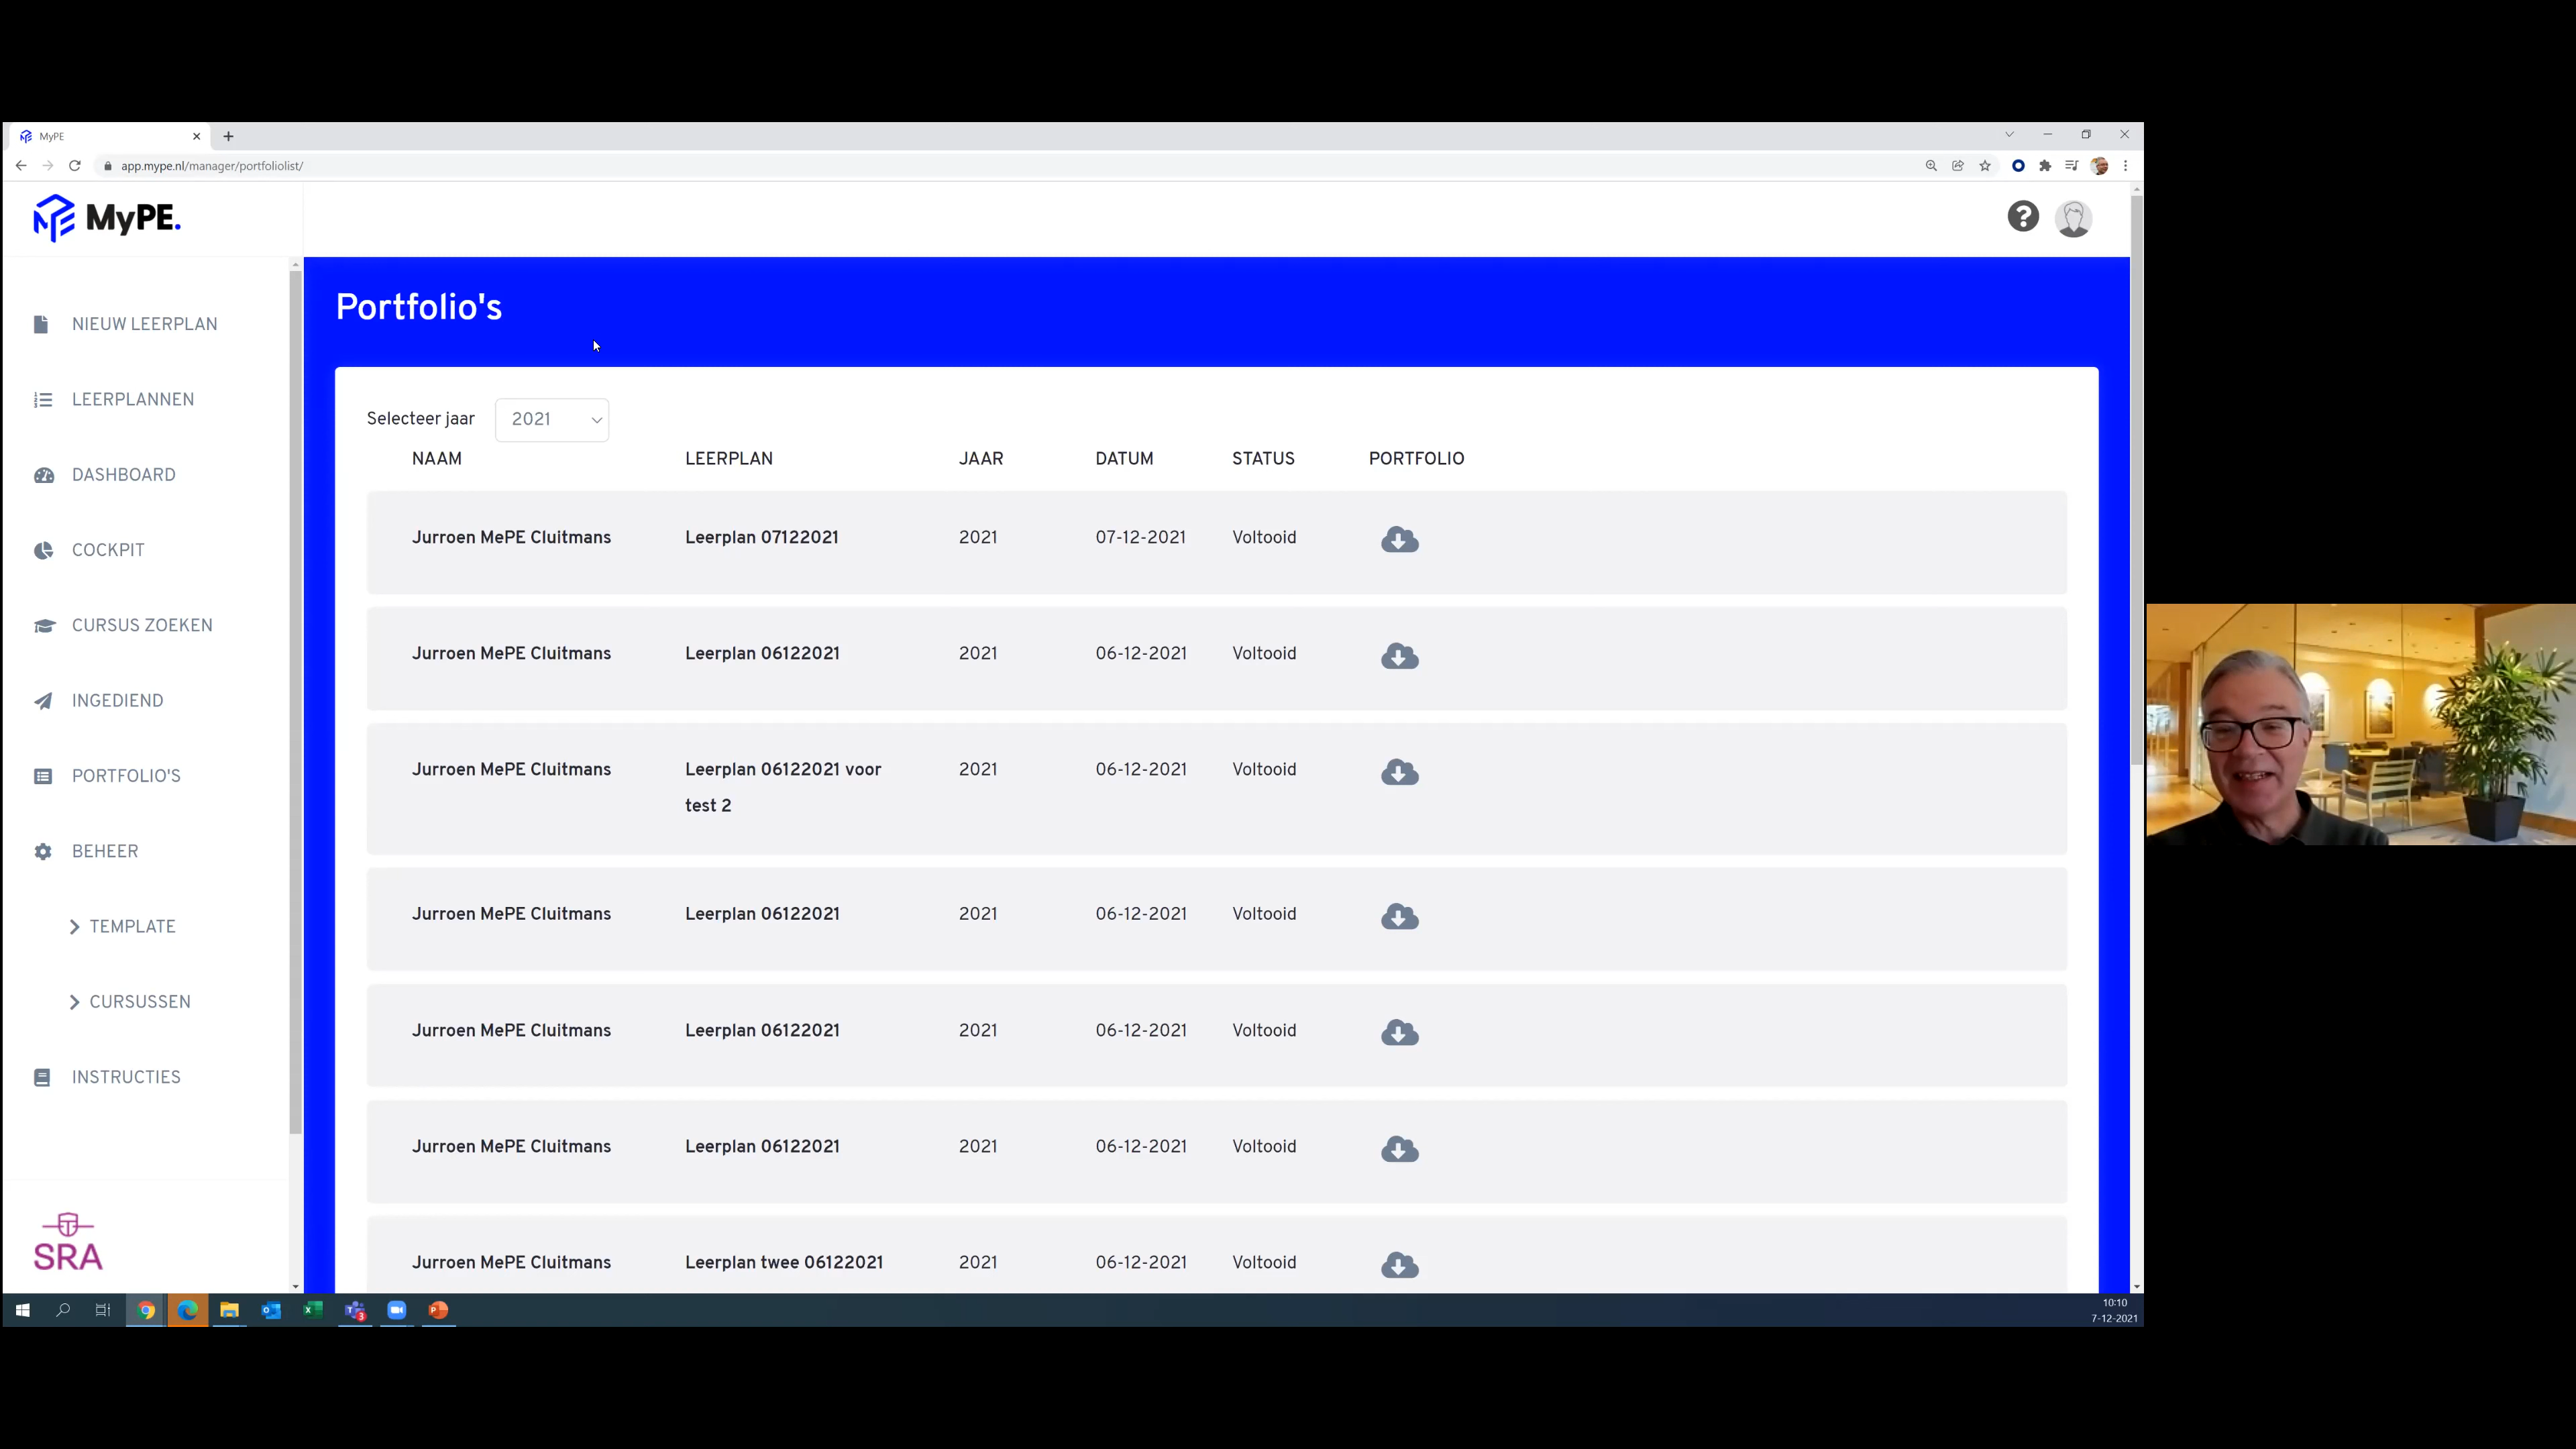 MyPE
app.mype.nl/manager/portfoliolist/
MyPE.
NIEUW LEERPLAN
LEERPLANNEN
DASHBOARD
COCKPIT
CURSUS ZOEKEN
INGEDIEND
PORTFOLIO'S
BEHEER
TEMPLATE
CURSUSSEN
INSTRUCTIES
SRA
Portfolio's
Selecteer jaar 2021
NAAM LEERPLAN JAAR DATUM STATUS PORTFOLIO
Jurroen MePE Cluitmans Leerplan 07122021 2021 07-12-2021 Voltooid
Jurroen MePE Cluitmans Leerplan 06122021 2021 06-12-2021 Voltooid
Jurroen MePE Cluitmans Leerplan 06122021 voor 2021 06-12-2021 Voltooid
test 2
Jurroen MePE Cluitmans Leerplan 06122021 2021 06-12-2021 Voltooid
Jurroen MePE Cluitmans Leerplan 06122021 2021 06-12-2021 Voltooid
Jurroen MePE Cluitmans Leerplan 06122021 2021 06-12-2021 Voltooid
Jurroen MePE Cluitmans Leerplan twee 06122021 2021 06-12-2021 Voltooid
10:10
7-12-2021